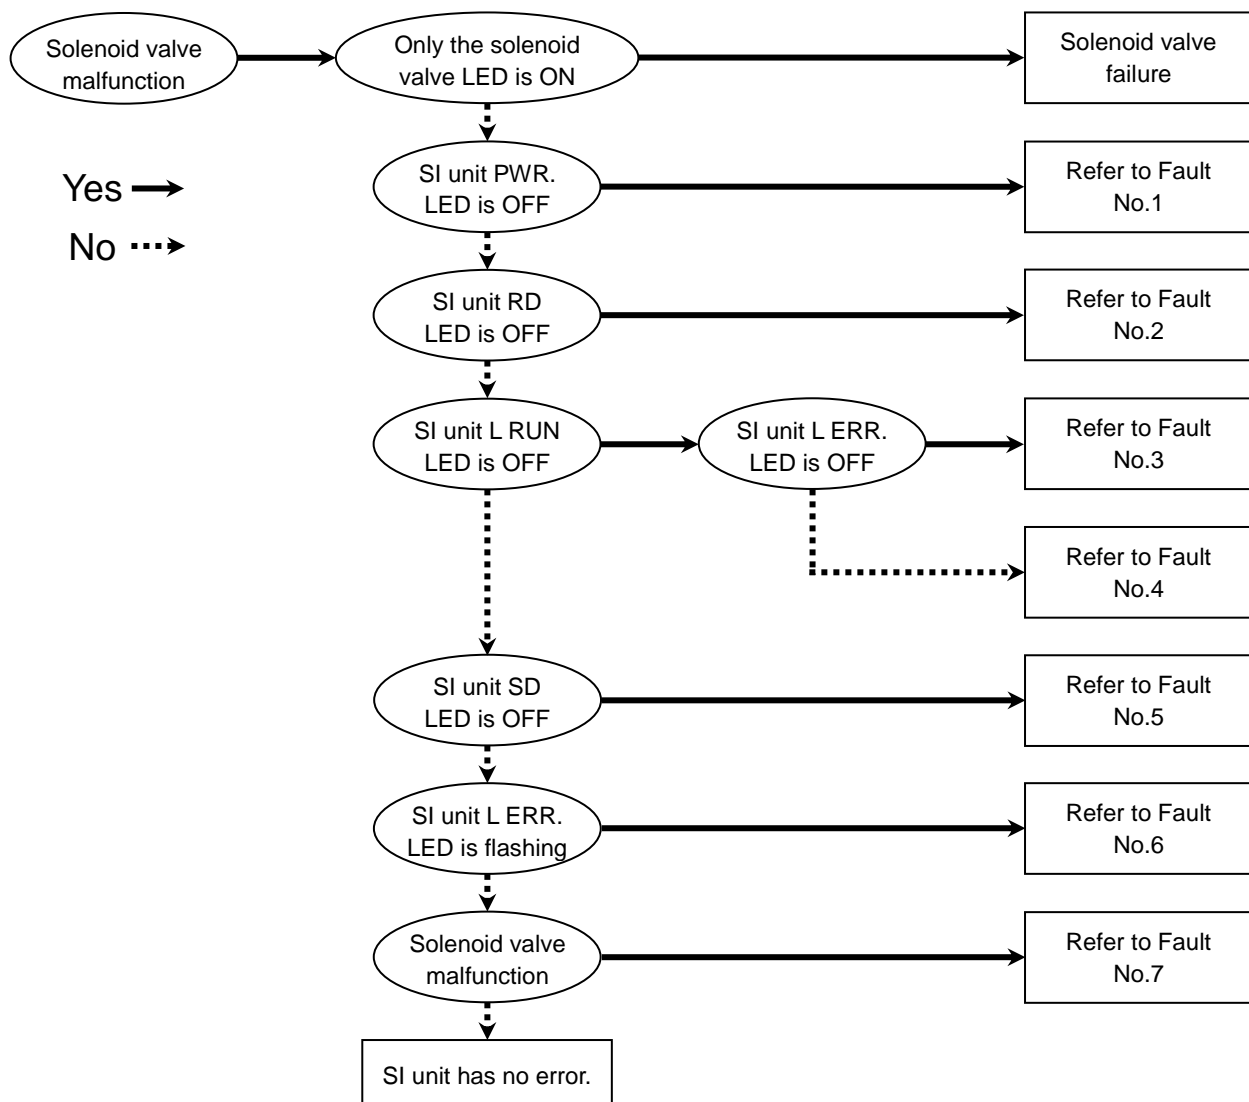 Solenoid valve
malfunction
Only the solenoid
valve LED is ON
Solenoid valve
failure
Yes
No
SI unit PWR.
LED is OFF
Refer to Fault
No.1
SI unit RD
LED is OFF
Refer to Fault
No.2
SI unit L RUN
LED is OFF
SI unit L ERR.
LED is OFF
Refer to Fault
No.3
Refer to Fault
No.4
SI unit SD
LED is OFF
Refer to Fault
No.5
SI unit L ERR.
LED is flashing
Refer to Fault
No.6
Solenoid valve
malfunction
Refer to Fault
No.7
SI unit has no error.